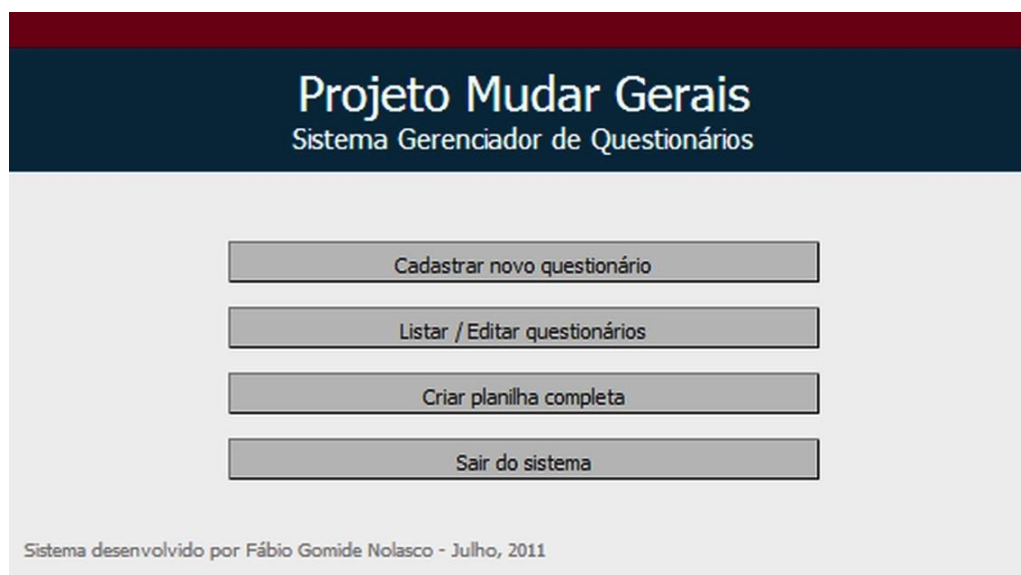 Projeto Mudar Gerais
Sistema Gerenciador de Questionários
Cadastrar novo questionário
Listar / Editar questionários
Criar planilha completa
Sair do sistema
Sistema desenvolvido por Fábio Gomide Nolasco - Julho, 2011